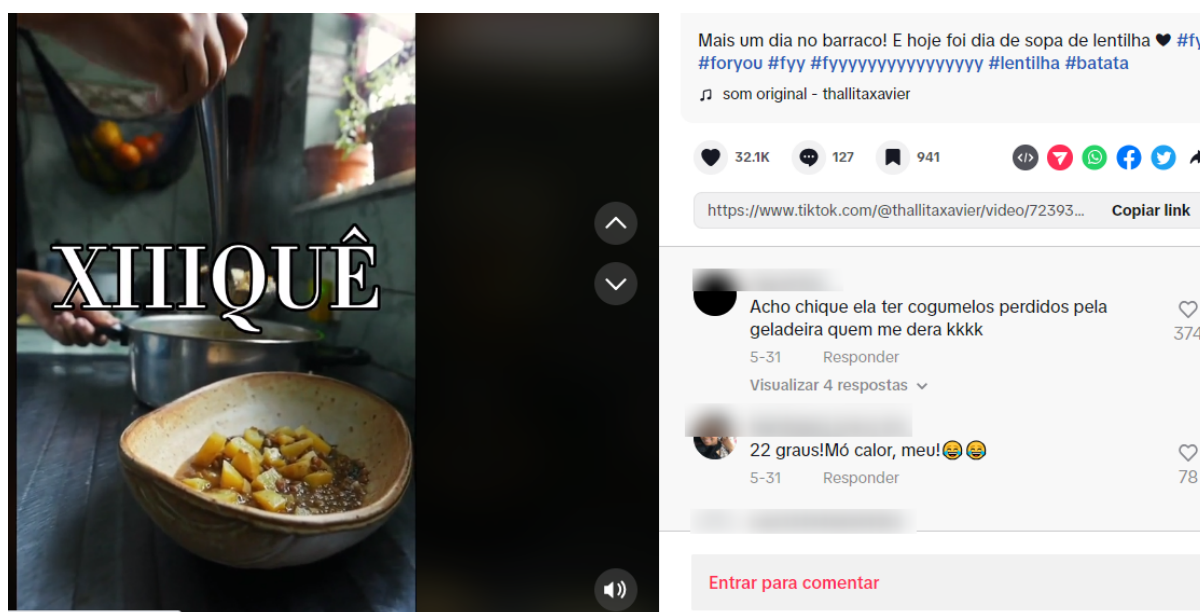 XIIIQUÊ
Mais um dia no barraco! E hoje foi dia de sopa de lentilha 🖤 #fy
#foryou #fyy #fyyyyyyyyyyyyyyyy #lentilha #batata
som original - thallitaxavier
32.1K 127 941
https://www.tiktok.com/@thallitaxavier/video/72393... Copiar link
Acho chique ela ter cogumelos perdidos pela
geladeira quem me dera kkkk
374
5-31 Responder
Visualizar 4 respostas
22 graus!Mó calor, meu!😂😂
5-31 Responder
78
Entrar para comentar